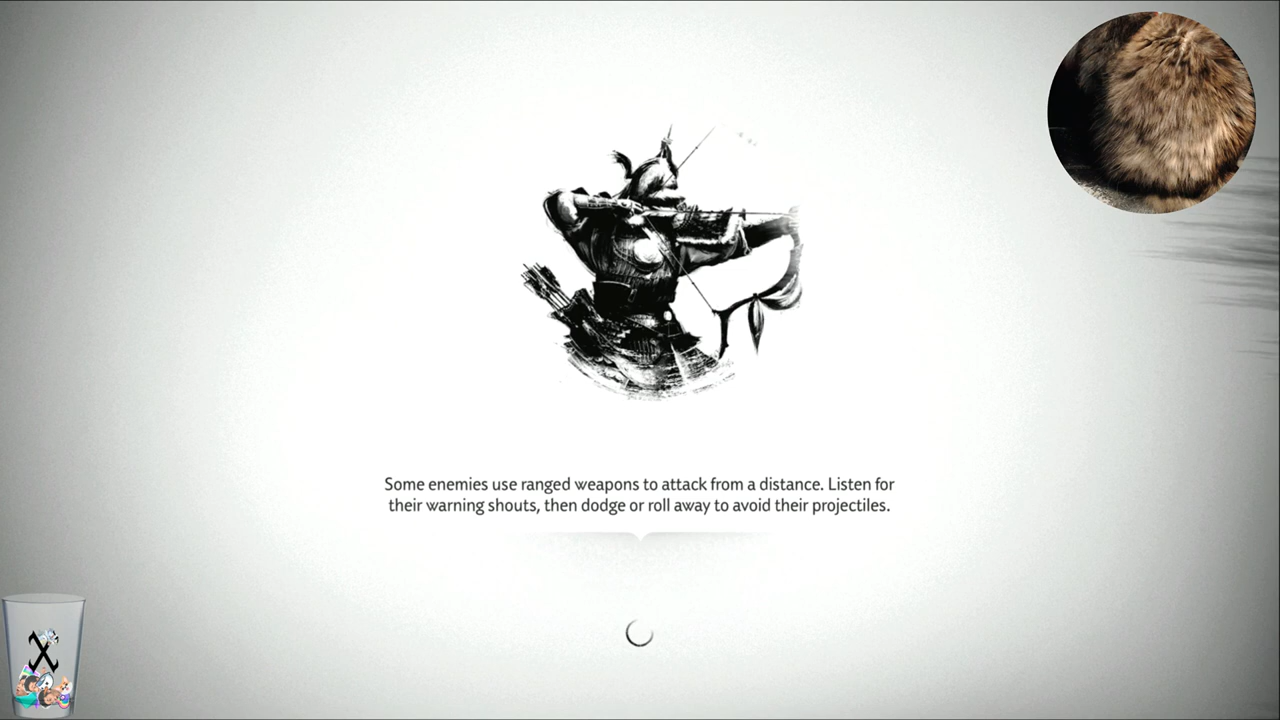 Some enemies use ranged weapons to attack from a distance. Listen for
their warning shouts, then dodge or roll away to avoid their projectiles.
X